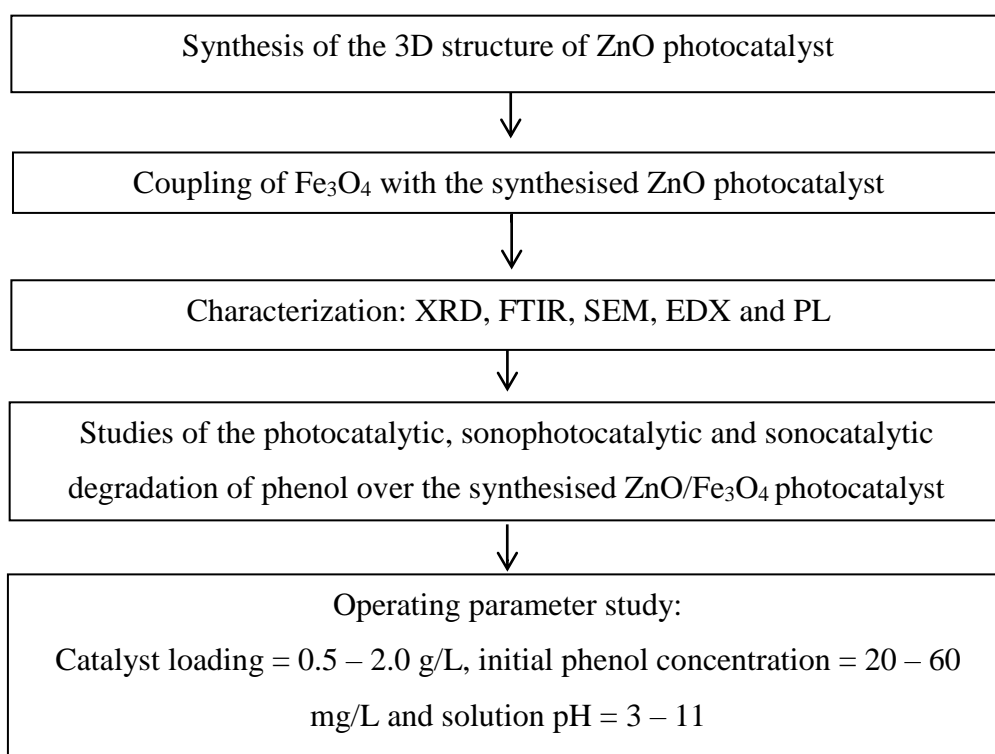 Synthesis of the 3D structure of ZnO photocatalyst
Coupling of Fe₃O₄ with the synthesised ZnO photocatalyst
Characterization: XRD, FTIR, SEM, EDX and PL
Studies of the photocatalytic, sonophotocatalytic and sonocatalytic
degradation of phenol over the synthesised ZnO/Fe₃O₄ photocatalyst
Operating parameter study:
Catalyst loading = 0.5 – 2.0 g/L, initial phenol concentration = 20 – 60
mg/L and solution pH = 3 – 11